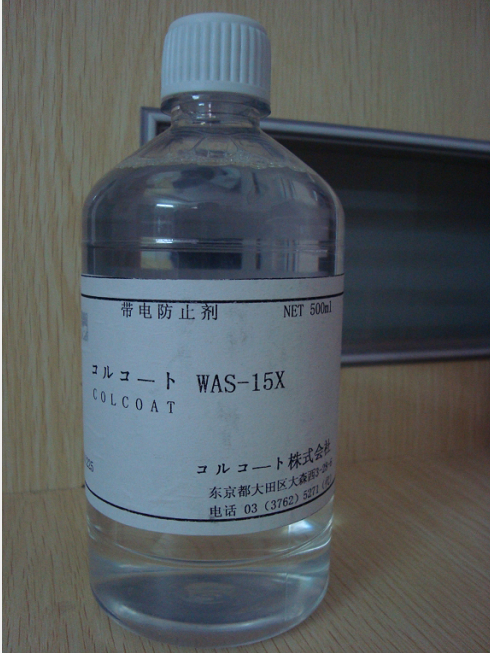 带电防止剂 NET 500ml
コルコート WAS-15X
COLCOAT
コルコート株式会社
东京都大田区大森西3-28-6
电话 03 (3762) 5271